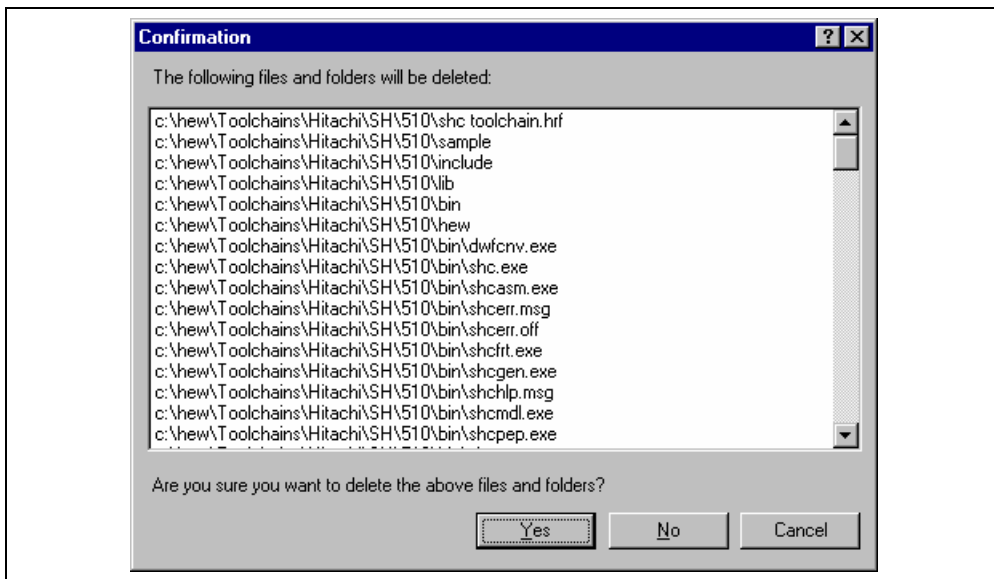 Confirmation
The following files and folders will be deleted:
c:\hew\Toolchains\Hitachi\SH\510\shc toolchain.hrf
c:\hew\Toolchains\Hitachi\SH\510\sample
c:\hew\Toolchains\Hitachi\SH\510\include
c:\hew\Toolchains\Hitachi\SH\510\lib
c:\hew\Toolchains\Hitachi\SH\510\bin
c:\hew\Toolchains\Hitachi\SH\510\hew
c:\hew\Toolchains\Hitachi\SH\510\bin\dwfcnv.exe
c:\hew\Toolchains\Hitachi\SH\510\bin\shc.exe
c:\hew\Toolchains\Hitachi\SH\510\bin\shcasm.exe
c:\hew\Toolchains\Hitachi\SH\510\bin\shcerr.msg
c:\hew\Toolchains\Hitachi\SH\510\bin\shcerr.off
c:\hew\Toolchains\Hitachi\SH\510\bin\shcfrt.exe
c:\hew\Toolchains\Hitachi\SH\510\bin\shcgen.exe
c:\hew\Toolchains\Hitachi\SH\510\bin\shchlp.msg
c:\hew\Toolchains\Hitachi\SH\510\bin\shcmdl.exe
c:\hew\Toolchains\Hitachi\SH\510\bin\shcpep.exe
Are you sure you want to delete the above files and folders?
Yes No Cancel